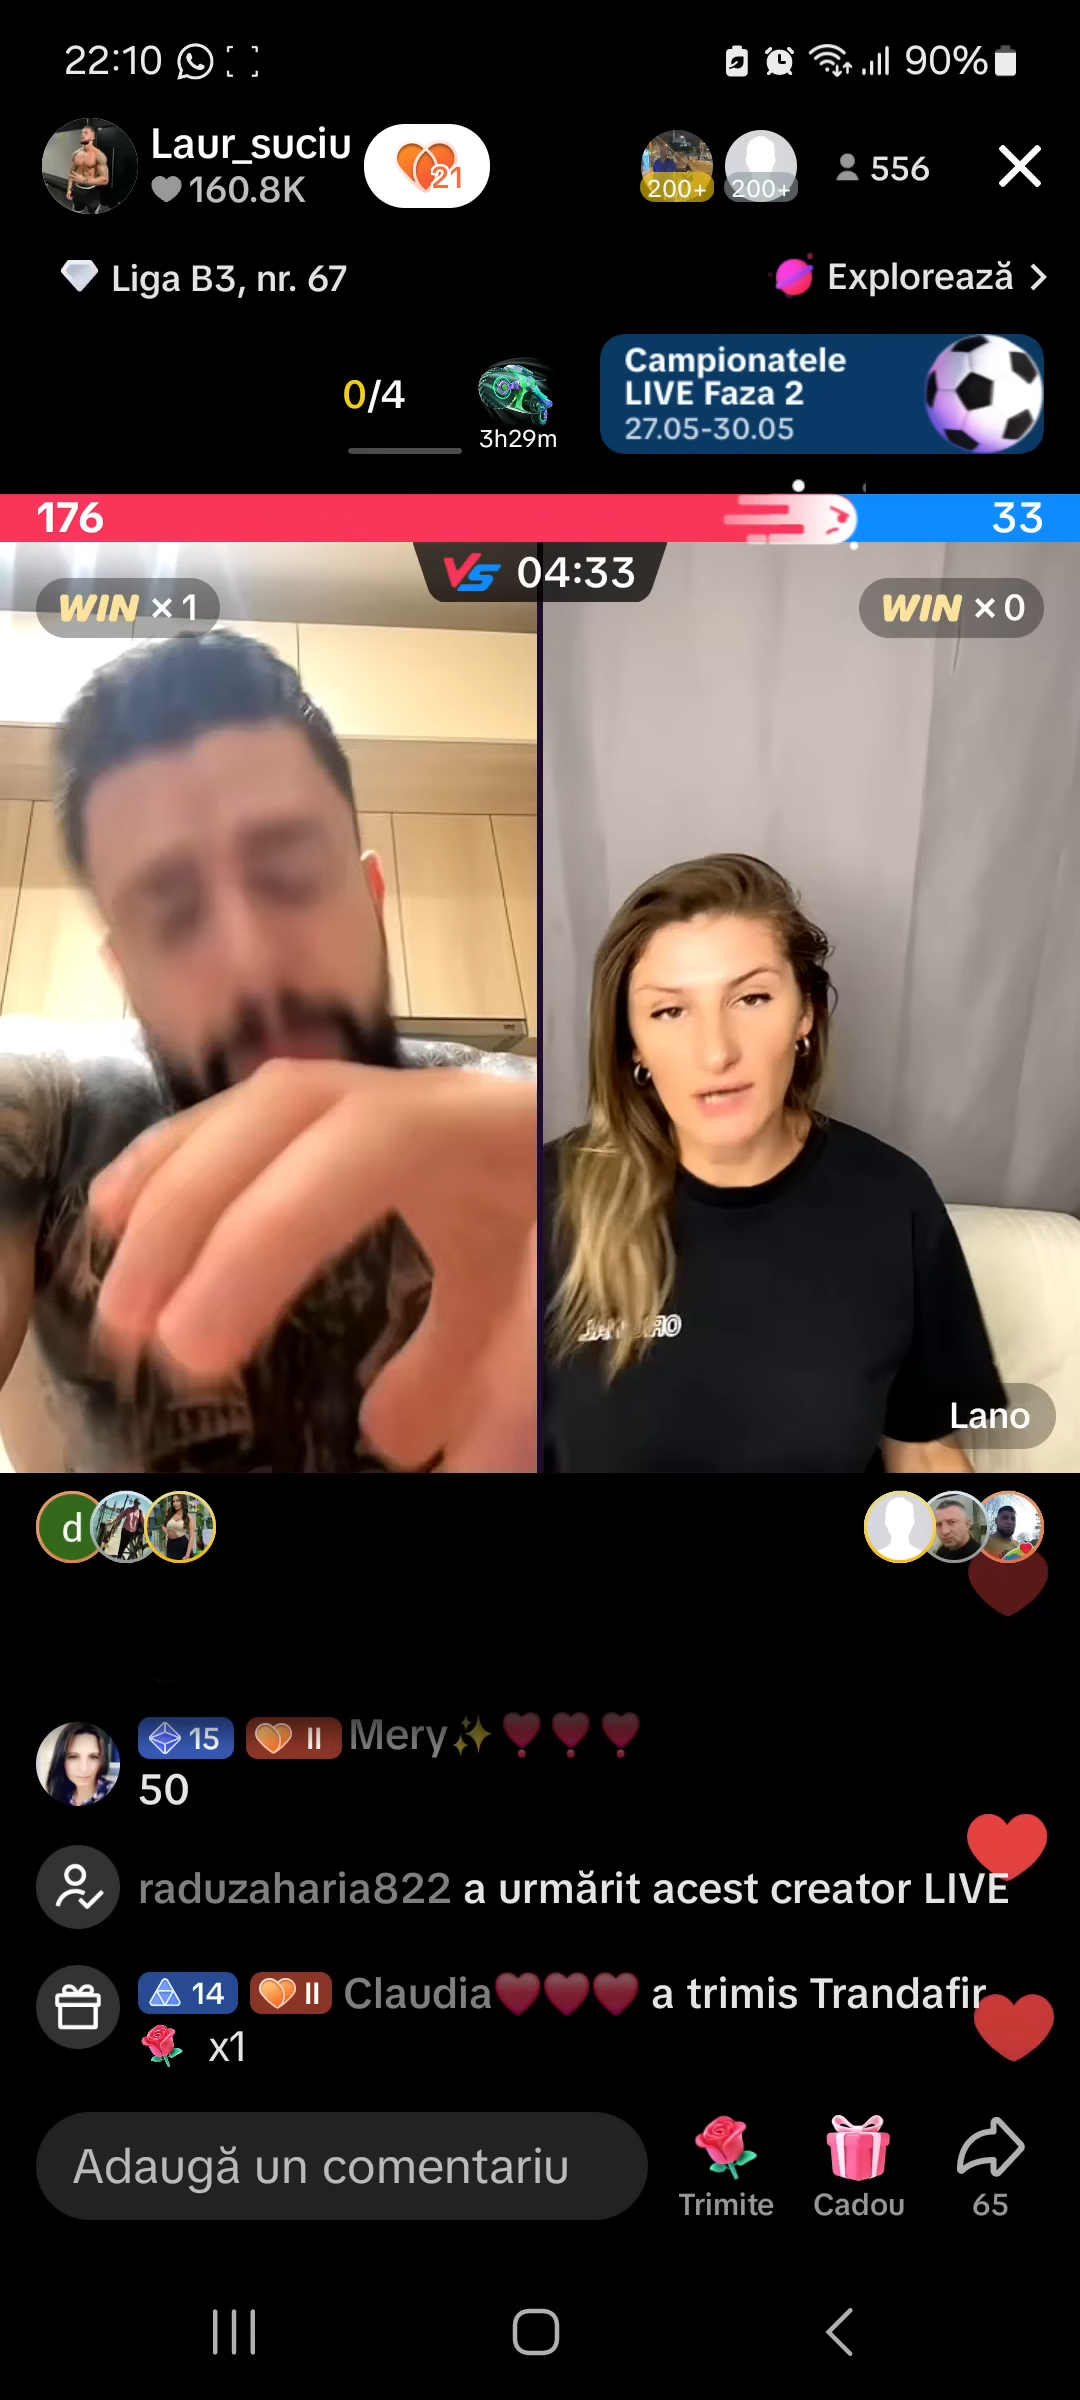 22:10
90%
Laur_suciu
160.8K
21
200+
200+
556
Liga B3, nr. 67
Explorează
0/4
3h29m
Campionatele
LIVE Faza 2
27.05-30.05
176
33
VS 04:33
WIN ×1
WIN ×0
Lano
d
15 II Mery✨❣❣❣
50
raduzaharia822 a urmărit acest creator LIVE
14 II Claudia♥♥♥ a trimis Trandafir
x1
Adaugă un comentariu
Trimite
Cadou
65